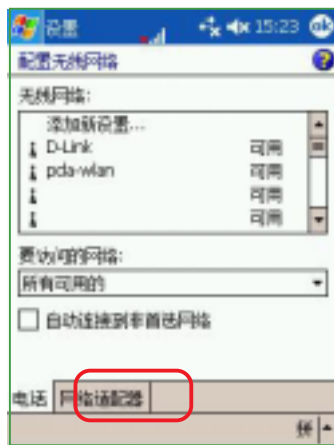 设置 15:23 ok
配置无线网络
无线网络:
添加新设置...
D-Link 可用
pda-wlan 可用
可用
可用
要访问的网络:
所有可用的
自动连接到非首选网络
电话 网络适配器
拼